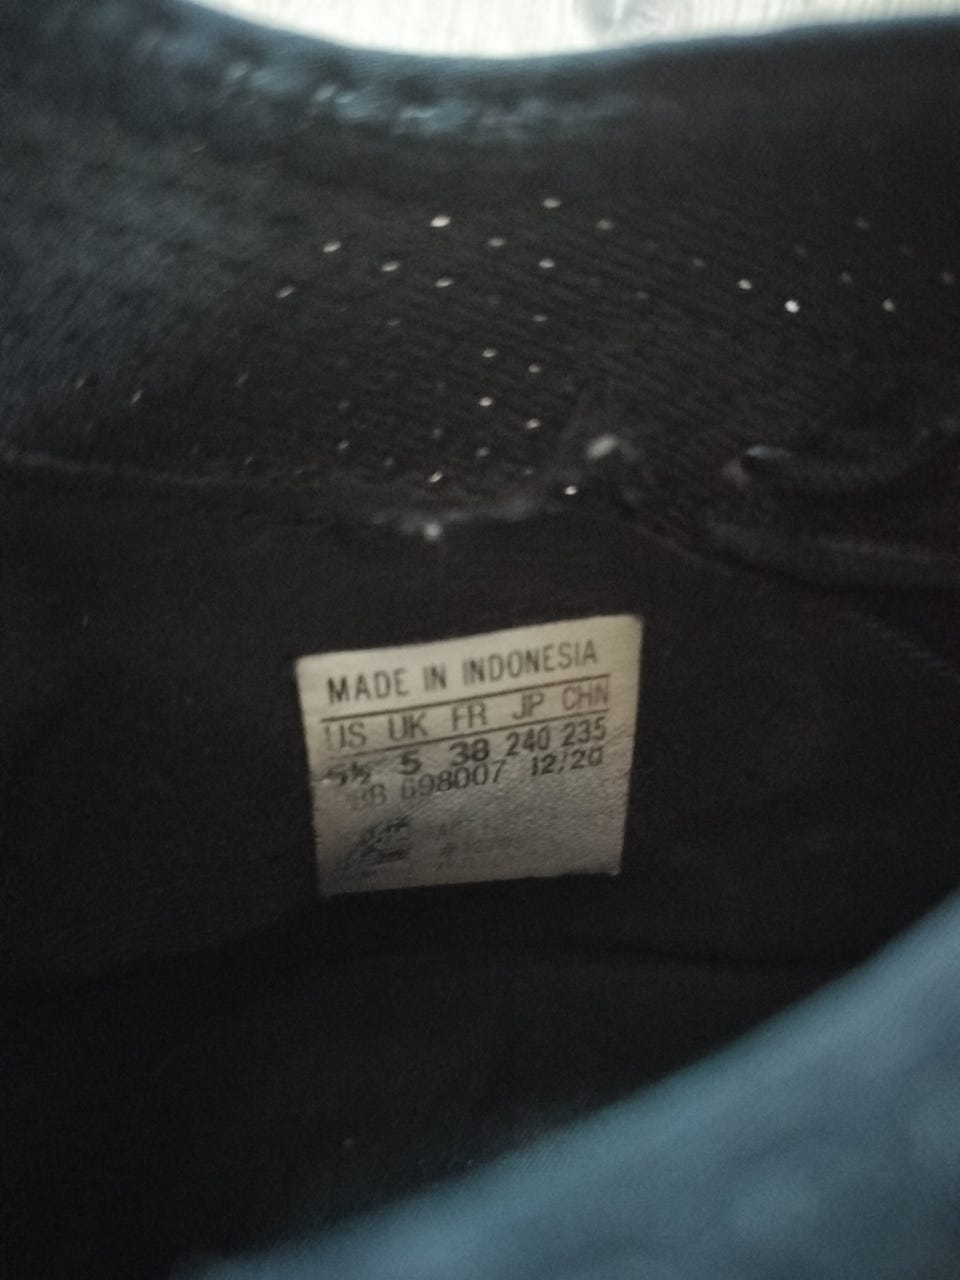 MADE IN INDONESIA
US UK FR JP CHN
5½ 5 38 240 235
698007 12/20